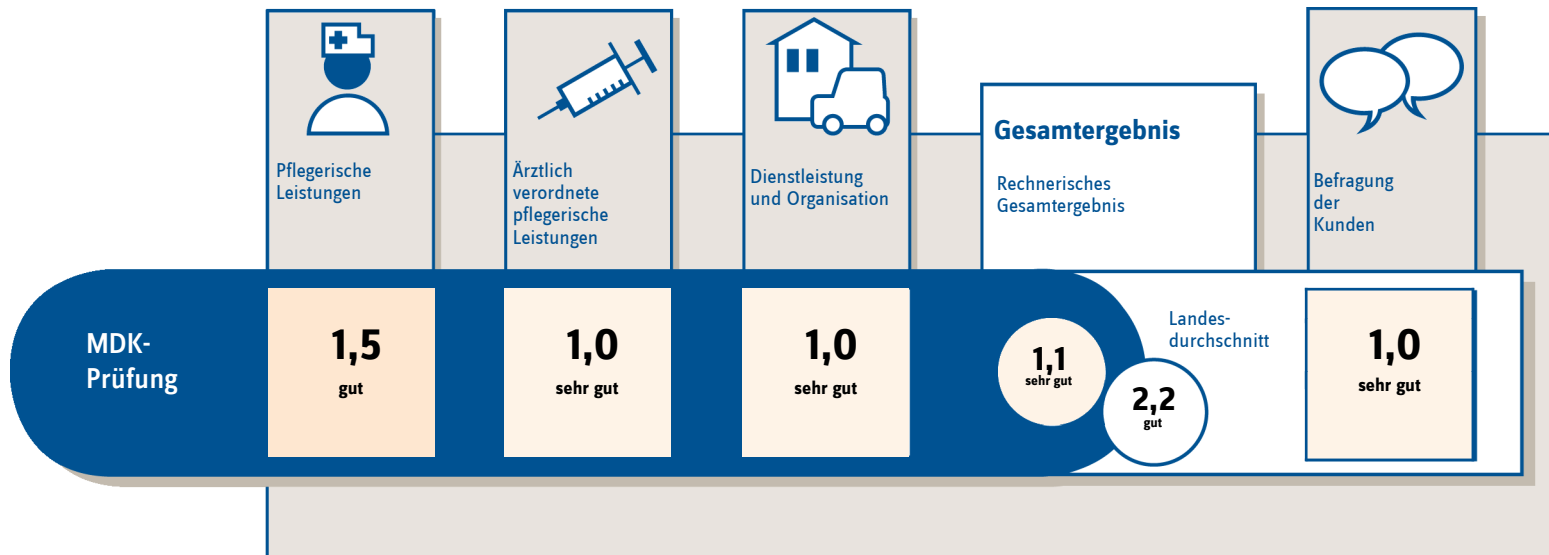 Pflegerische
Leistungen
Ärztlich
verordnete
pflegerische
Leistungen
Dienstleistung
und Organisation
Gesamtergebnis
Rechnerisches
Gesamtergebnis
Befragung
der
Kunden
MDK-
Prüfung
1,5
gut
1,0
sehr gut
1,0
sehr gut
1,1
sehr gut
Landes-
durchschnitt
2,2
gut
1,0
sehr gut